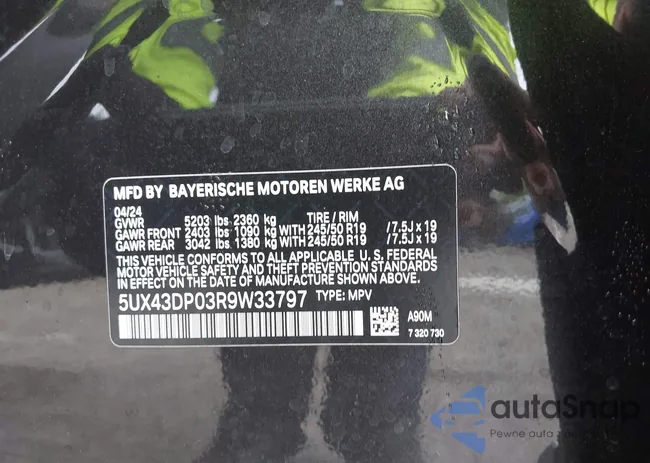 MFD BY BAYERISCHE MOTOREN WERKE AG
04/24
GVWR 5203 lbs 2360 kg TIRE / RIM
GAWR FRONT 2403 lbs 1090 kg WITH 245/50 R19 / 7.5J x 19
GAWR REAR 3042 lbs 1380 kg WITH 245/50 R19 / 7.5J x 19
THIS VEHICLE CONFORMS TO ALL APPLICABLE U. S. FEDERAL
MOTOR VEHICLE SAFETY AND THEFT PREVENTION STANDARDS
IN EFFECT ON THE DATE OF MANUFACTURE SHOWN ABOVE.
5UX43DP03R9W33797 TYPE: MPV
A90M
7 320 730
autaSnap
Pewne auto